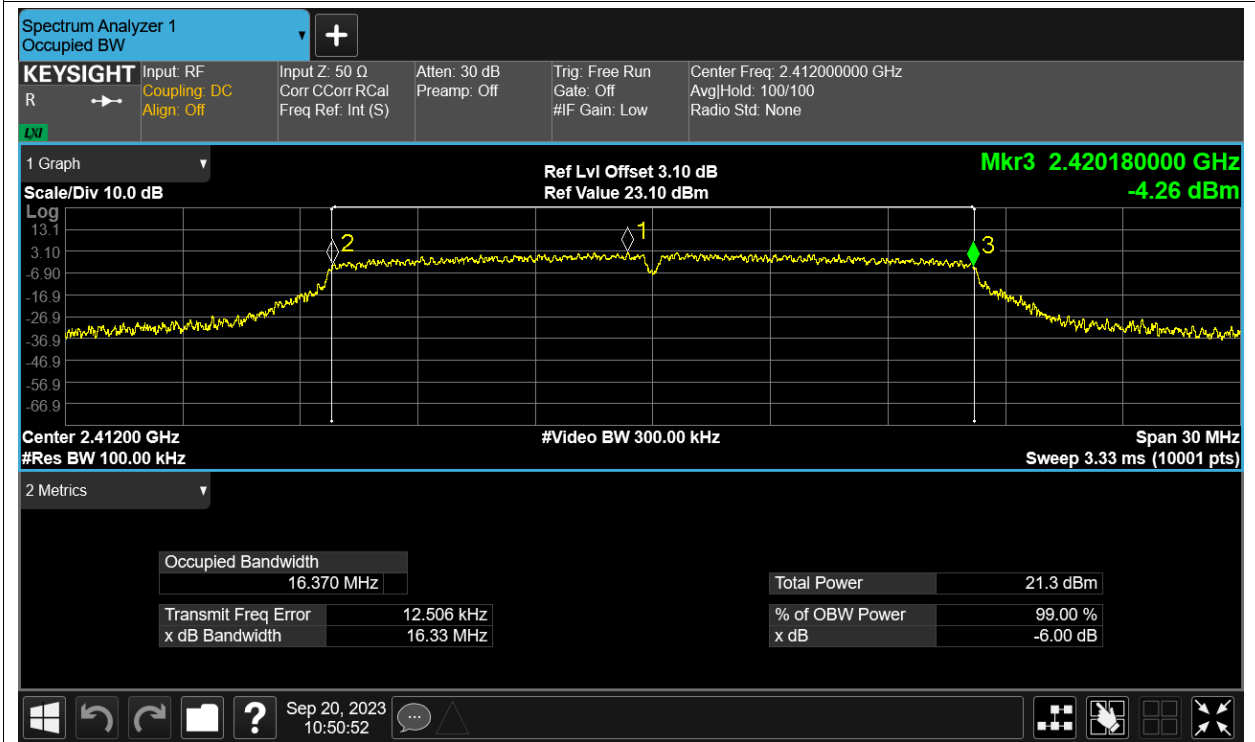 Spectrum Analyzer 1
Occupied BW
KEYSIGHT
R
LXI
Input: RF
Coupling: DC
Align: Off
Input Z: 50 Ω
Corr CCorr RCal
Freq Ref: Int (S)
Atten: 30 dB
Preamp: Off
Trig: Free Run
Gate: Off
#IF Gain: Low
Center Freq: 2.412000000 GHz
Avg|Hold: 100/100
Radio Std: None
1 Graph
Scale/Div 10.0 dB
Ref Lvl Offset 3.10 dB
Ref Value 23.10 dBm
Mkr3 2.420180000 GHz
-4.26 dBm
Log
13.1
3.10
-6.90
-16.9
-26.9
-36.9
-46.9
-56.9
-66.9
2
1
3
Center 2.41200 GHz
#Res BW 100.00 kHz
#Video BW 300.00 kHz
Span 30 MHz
Sweep 3.33 ms (10001 pts)
2 Metrics
Occupied Bandwidth
16.370 MHz
Transmit Freq Error 12.506 kHz
x dB Bandwidth 16.33 MHz
Total Power 21.3 dBm
% of OBW Power 99.00 %
x dB -6.00 dB
?
Sep 20, 2023
10:50:52